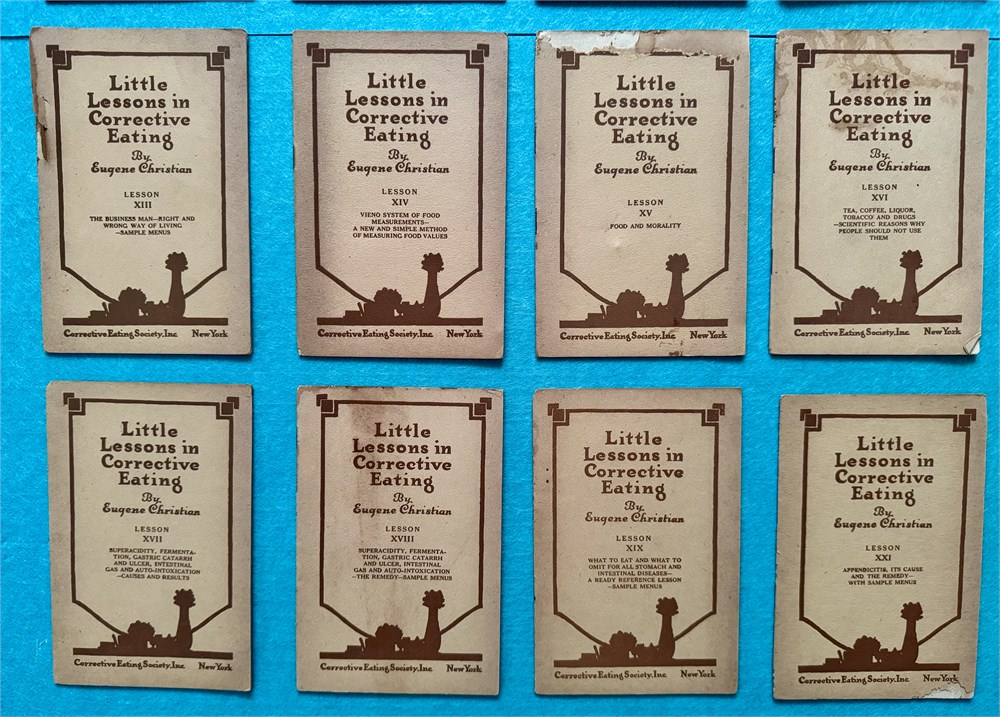 Little
Lessons in
Corrective
Eating
By
Eugene Christian
LESSON
XIII
THE BUSINESS MAN—RIGHT AND
WRONG WAY OF LIVING
—SAMPLE MENUS
Corrective Eating Society, Inc. New York
Little
Lessons in
Corrective
Eating
By
Eugene Christian
LESSON
XIV
VIENO SYSTEM OF FOOD
MEASUREMENTS—
A NEW AND SIMPLE METHOD
OF MEASURING FOOD VALUES
Corrective Eating Society, Inc. New York
Little
Lessons in
Corrective
Eating
By
Eugene Christian
LESSON
XV
FOOD AND MORALITY
Corrective Eating Society, Inc. New York
Little
Lessons in
Corrective
Eating
By
Eugene Christian
LESSON
XVI
TEA, COFFEE, LIQUOR,
TOBACCO AND DRUGS
—SCIENTIFIC REASONS WHY
PEOPLE SHOULD NOT USE
THEM
Corrective Eating Society, Inc. New York
Little
Lessons in
Corrective
Eating
By
Eugene Christian
LESSON
XVII
SUPERACIDITY, FERMENTA-
TION, GASTRIC CATARRH
AND ULCER, INTESTINAL
GAS AND AUTO-INTOXICATION
—CAUSES AND RESULTS
Corrective Eating Society, Inc. New York
Little
Lessons in
Corrective
Eating
By
Eugene Christian
LESSON
XVIII
SUPERACIDITY, FERMENTA-
TION, GASTRIC CATARRH
AND ULCER, INTESTINAL
GAS AND AUTO-INTOXICATION
—THE REMEDY—SAMPLE MENUS
Corrective Eating Society, Inc. New York
Little
Lessons in
Corrective
Eating
By
Eugene Christian
LESSON
XIX
WHAT TO EAT AND WHAT TO
OMIT FOR ALL STOMACH AND
INTESTINAL DISEASES—
A READY REFERENCE LESSON
—SAMPLE MENUS
Corrective Eating Society, Inc. New York
Little
Lessons in
Corrective
Eating
By
Eugene Christian
LESSON
XXI
APPENDICITIS, ITS CAUSE
AND THE REMEDY—
WITH SAMPLE MENUS
Corrective Eating Society, Inc. New York